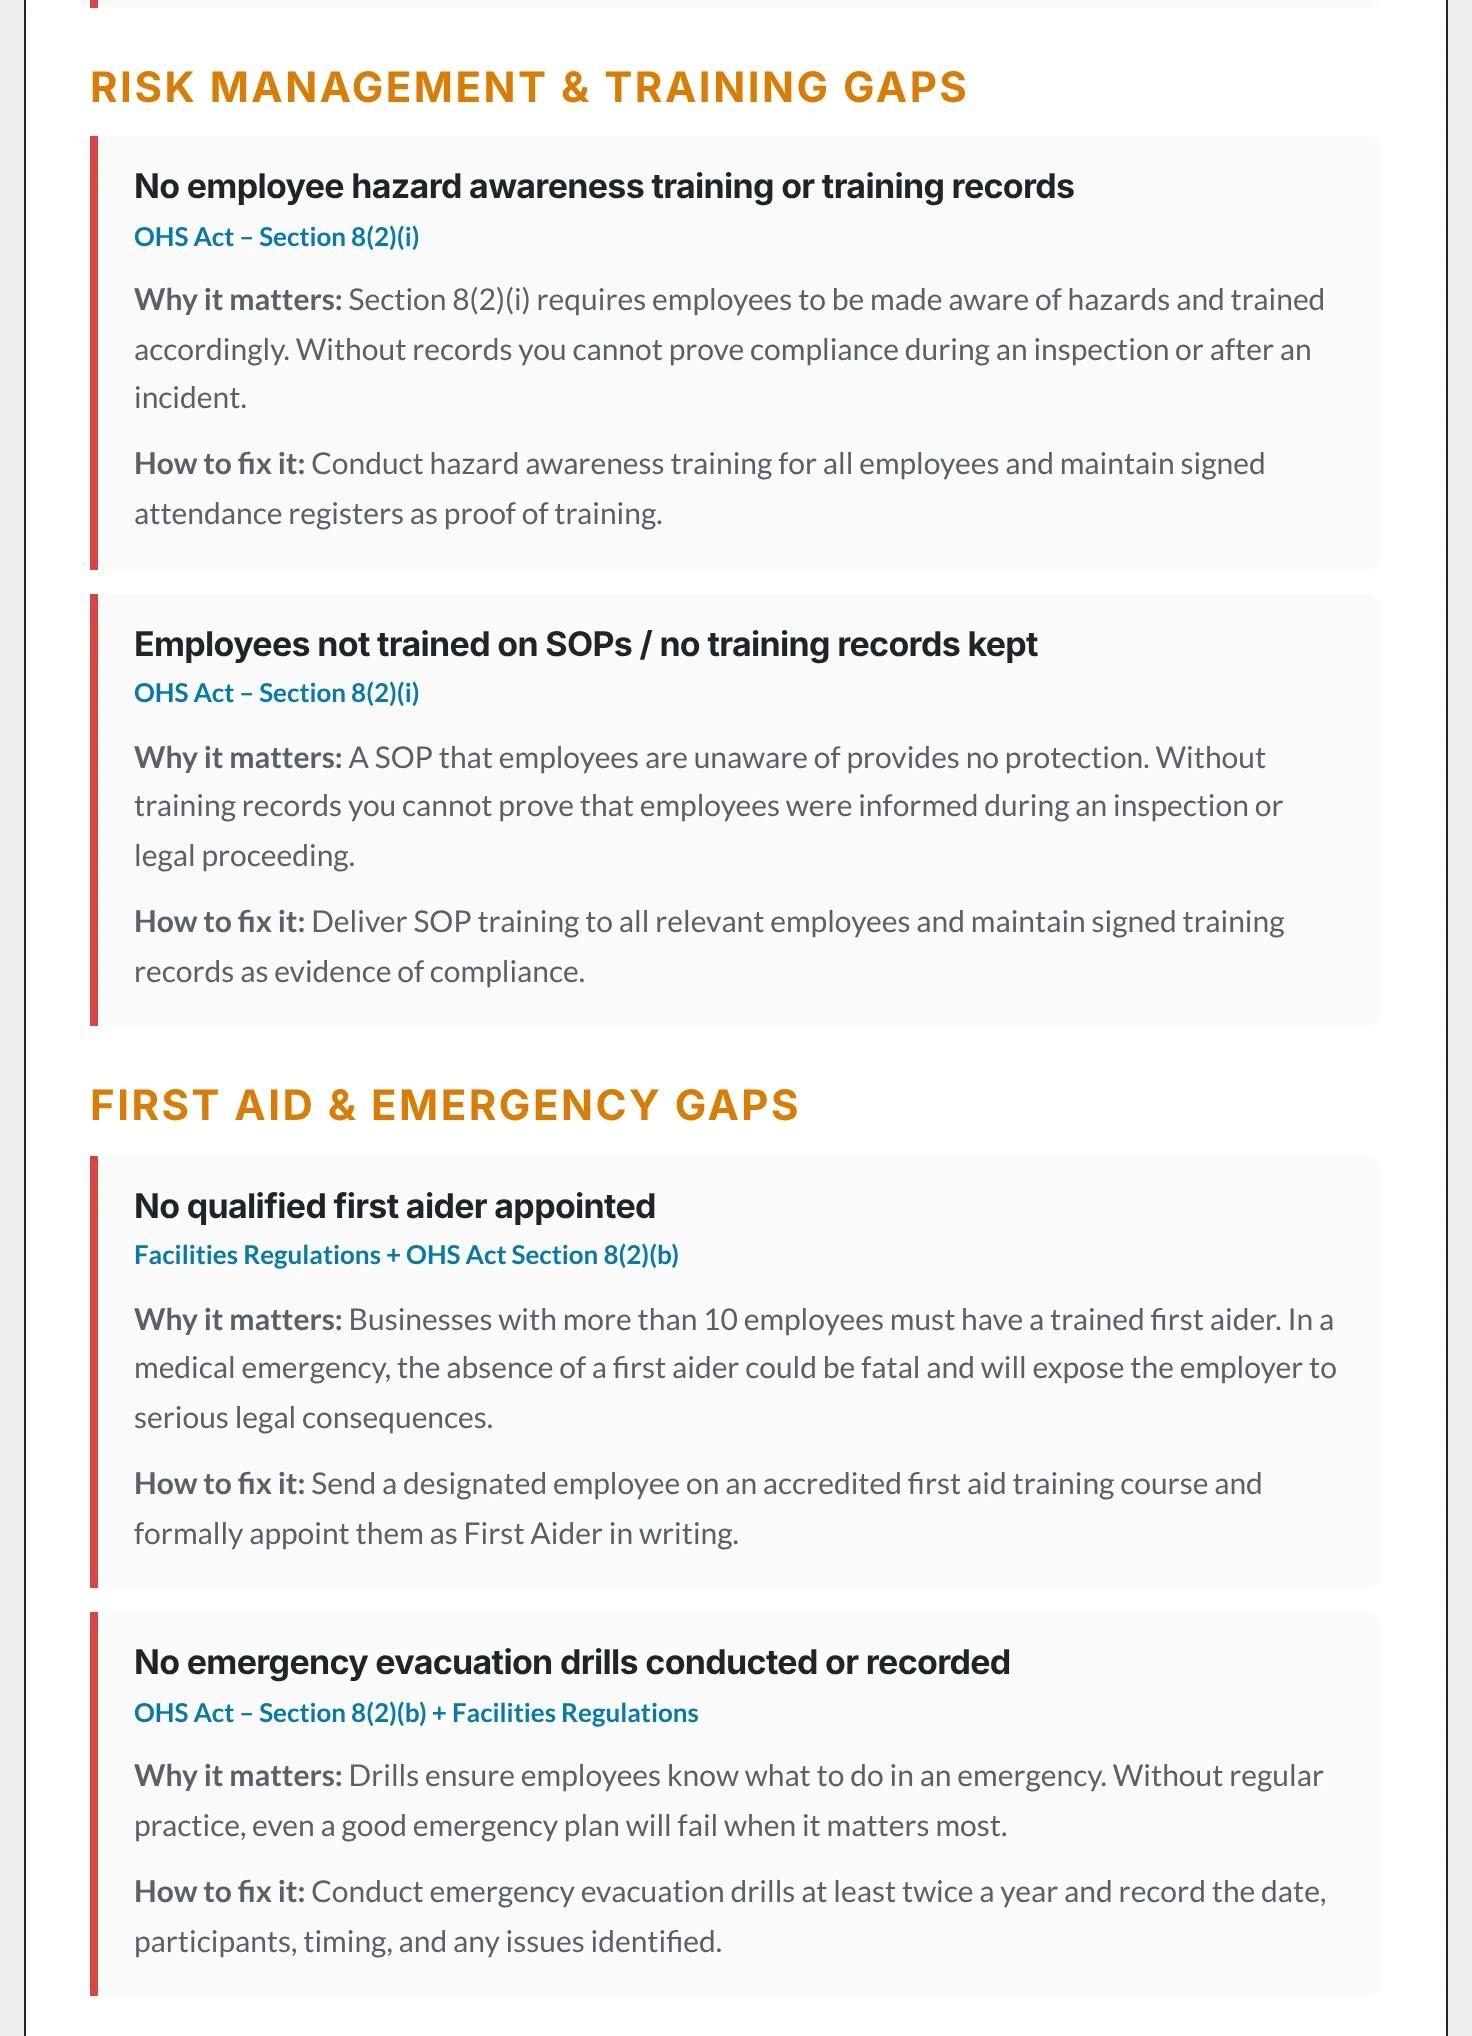 RISK MANAGEMENT & TRAINING GAPS
No employee hazard awareness training or training records
OHS Act – Section 8(2)(i)
Why it matters: Section 8(2)(i) requires employees to be made aware of hazards and trained
accordingly. Without records you cannot prove compliance during an inspection or after an
incident.
How to fix it: Conduct hazard awareness training for all employees and maintain signed
attendance registers as proof of training.
Employees not trained on SOPs / no training records kept
OHS Act – Section 8(2)(i)
Why it matters: A SOP that employees are unaware of provides no protection. Without
training records you cannot prove that employees were informed during an inspection or
legal proceeding.
How to fix it: Deliver SOP training to all relevant employees and maintain signed training
records as evidence of compliance.
FIRST AID & EMERGENCY GAPS
No qualified first aider appointed
Facilities Regulations + OHS Act Section 8(2)(b)
Why it matters: Businesses with more than 10 employees must have a trained first aider. In a
medical emergency, the absence of a first aider could be fatal and will expose the employer to
serious legal consequences.
How to fix it: Send a designated employee on an accredited first aid training course and
formally appoint them as First Aider in writing.
No emergency evacuation drills conducted or recorded
OHS Act – Section 8(2)(b) + Facilities Regulations
Why it matters: Drills ensure employees know what to do in an emergency. Without regular
practice, even a good emergency plan will fail when it matters most.
How to fix it: Conduct emergency evacuation drills at least twice a year and record the date,
participants, timing, and any issues identified.